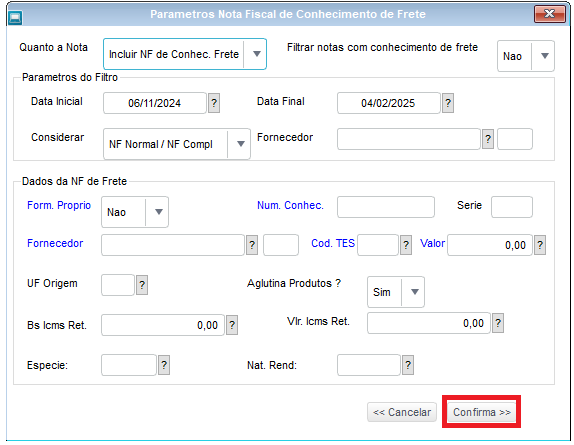 Parametros Nota Fiscal de Conhecimento de Frete
Quanto a Nota Incluir NF de Conhec. Frete Filtrar notas com conhecimento de frete Nao
Parametros do Filtro
Data Inicial 06/11/2024 ? Data Final 04/02/2025 ?
Considerar NF Normal / NF Compl Fornecedor ?
Dados da NF de Frete
Form. Proprio Nao Num. Conhec. Serie
Fornecedor ? Cod. TES ? Valor 0,00 ?
UF Origem ? Aglutina Produtos ? Sim
Bs Icms Ret. 0,00 ? Vlr. Icms Ret. 0,00 ?
Especie: ? Nat. Rend: ?
<< Cancelar Confirma >>